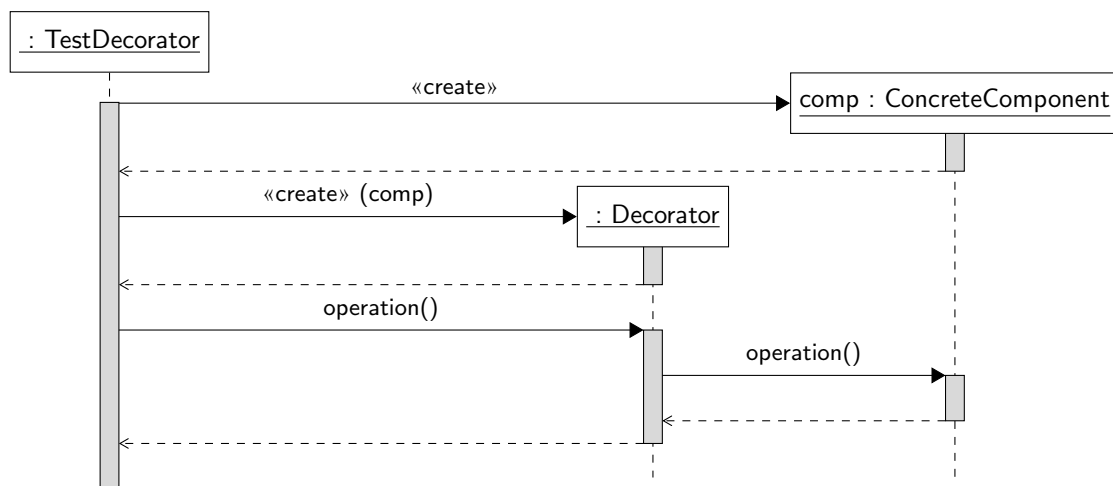 : TestDecorator
«create»
comp : ConcreteComponent
«create» (comp)
: Decorator
operation()
operation()